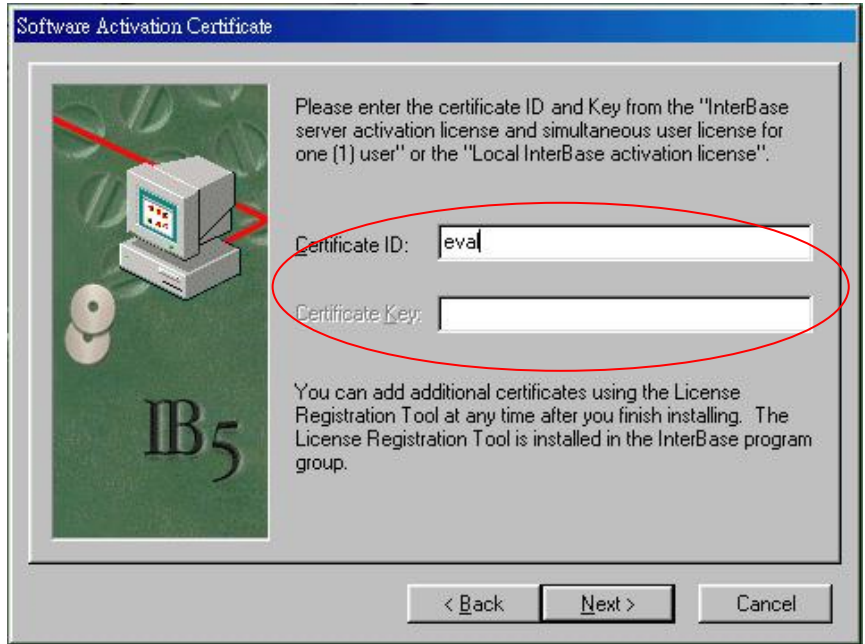 Software Activation Certificate
Please enter the certificate ID and Key from the "InterBase
server activation license and simultaneous user license for
one (1) user" or the "Local InterBase activation license".
Certificate ID: eval
Certificate Key:
You can add additional certificates using the License
Registration Tool at any time after you finish installing. The
License Registration Tool is installed in the InterBase program
group.
IB5
< Back Next > Cancel